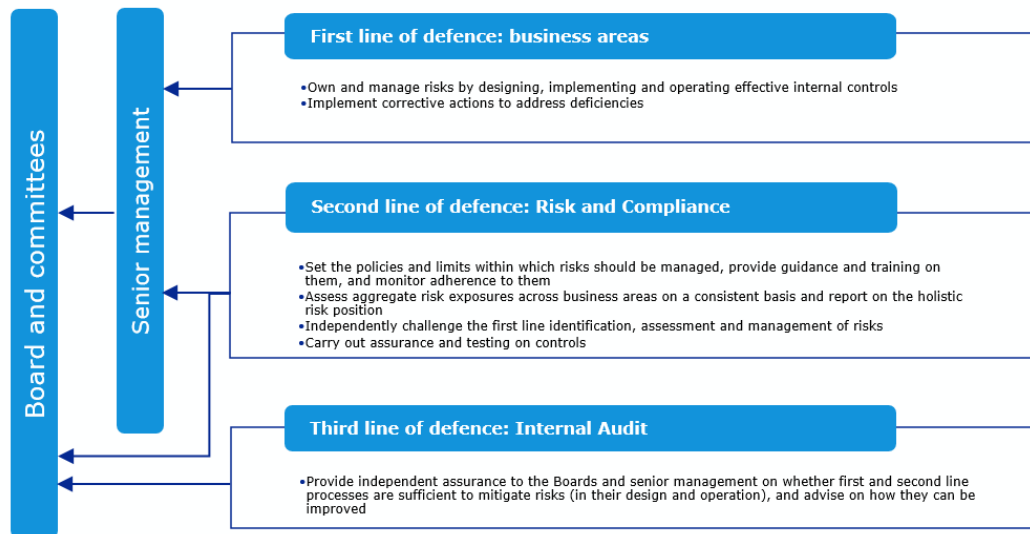 Board and committees
Senior management
First line of defence: business areas
•Own and manage risks by designing, implementing and operating effective internal controls
•Implement corrective actions to address deficiencies
Second line of defence: Risk and Compliance
•Set the policies and limits within which risks should be managed, provide guidance and training on
them, and monitor adherence to them
•Assess aggregate risk exposures across business areas on a consistent basis and report on the holistic
risk position
•Independently challenge the first line identification, assessment and management of risks
•Carry out assurance and testing on controls
Third line of defence: Internal Audit
•Provide independent assurance to the Boards and senior management on whether first and second line
processes are sufficient to mitigate risks (in their design and operation), and advise on how they can be
improved